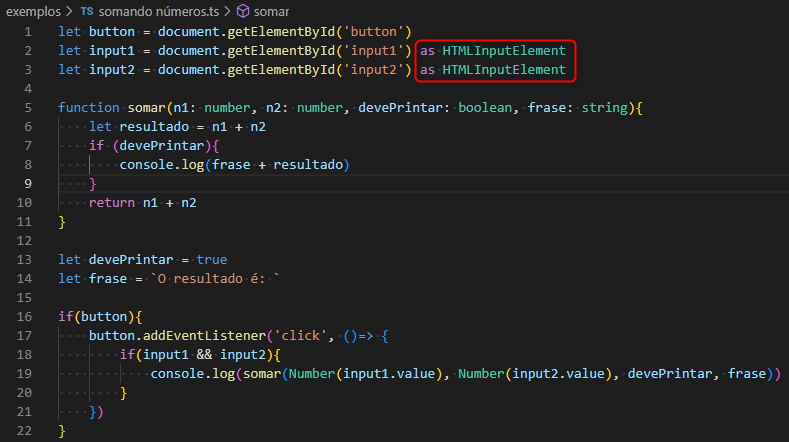 exemplos > TS somando números.ts > somar
1 let button = document.getElementById('button')
2 let input1 = document.getElementById('input1') as HTMLInputElement
3 let input2 = document.getElementById('input2') as HTMLInputElement
4
5 function somar(n1: number, n2: number, devePrintar: boolean, frase: string){
6     let resultado = n1 + n2
7     if (devePrintar){
8         console.log(frase + resultado)
9     }
10     return n1 + n2
11 }
12
13 let devePrintar = true
14 let frase = `O resultado é: `
15
16 if(button){
17     button.addEventListener('click', ()=> {
18         if(input1 && input2){
19             console.log(somar(Number(input1.value), Number(input2.value), devePrintar, frase))
20         }
21     })
22 }